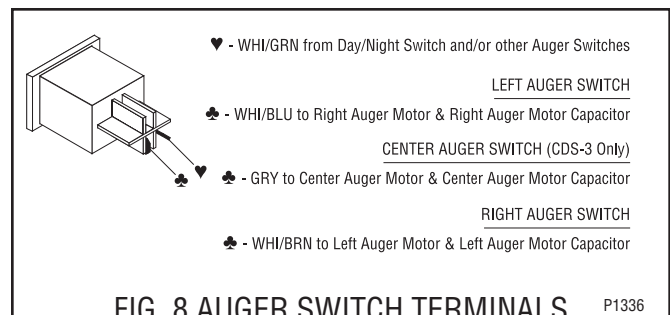 ♥ - WHI/GRN from Day/Night Switch and/or other Auger Switches
LEFT AUGER SWITCH
♣ - WHI/BLU to Right Auger Motor & Right Auger Motor Capacitor
CENTER AUGER SWITCH (CDS-3 Only)
♣ - GRY to Center Auger Motor & Center Auger Motor Capacitor
RIGHT AUGER SWITCH
♣ - WHI/BRN to Left Auger Motor & Left Auger Motor Capacitor
♣ ♥
FIG. 8 AUGER SWITCH TERMINALS P1336